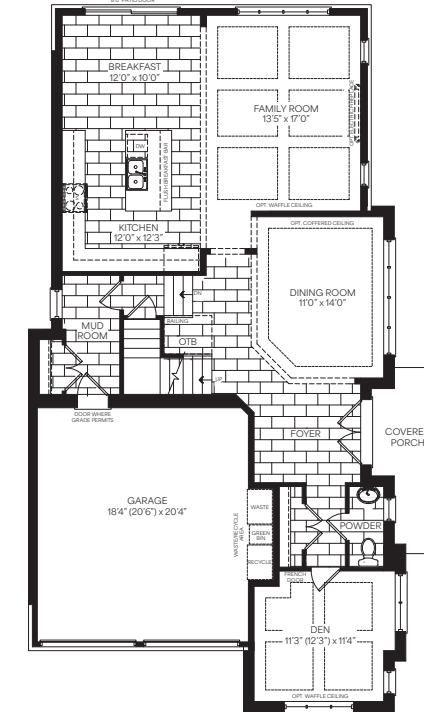 BREAKFAST
12'0" x 10'0"
FAMILY ROOM
13'5" x 17'0"
DW
FLUSH BREAKFAST BAR
OPT. WAFFLE CEILING
KITCHEN
12'0" x 12'3"
OPT. COFFERED CEILING
DINING ROOM
11'0" x 14'0"
DN
RAILING
MUD
ROOM
OTB
UP
DOOR WHERE
GRADE PERMITS
FOYER
COVERE
PORCH
GARAGE
18'4" (20'6") x 20'4"
WASTE/RECYCLE
AREA
WASTE
GREEN
BIN
RECYCLE
POWDER
FRENCH
DOOR
DEN
11'3" (12'3") x 11'4"
OPT. WAFFLE CEILING